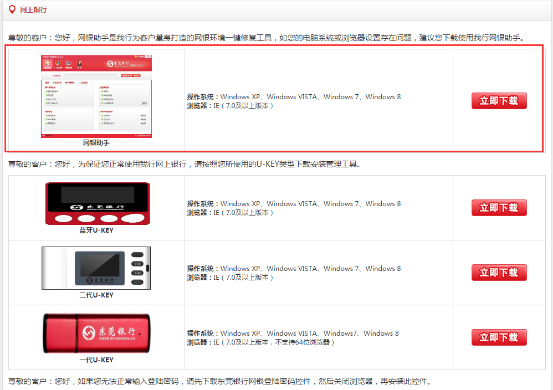 网上银行
尊敬的客户：您好，网银助手是我行为客户量身打造的网银环境一键修复工具，如您的电脑系统或浏览器设置存在问题，建议您下载使用我行网银助手。
操作系统：Windows XP、Windows VISTA、Windows 7、Windows 8
浏览器：IE（7.0及以上版本）
立即下载
网银助手
尊敬的客户：您好，为保证您正常使用我行网上银行，请按照您所使用的U-KEY类型下载安装管理工具。
东莞银行
操作系统：Windows XP、Windows VISTA、Windows 7、Windows 8
浏览器：IE（7.0及以上版本）
立即下载
蓝牙U-KEY
操作系统：Windows XP、Windows VISTA、Windows 7、Windows 8
浏览器：IE（7.0及以上版本）
立即下载
二代U-KEY
东莞银行
操作系统：Windows XP、Windows VISTA、Windows7、Windows 8
浏览器：IE（7.0及以上版本，不支持64位浏览器）
立即下载
一代U-KEY
尊敬的客户：您好，如果您无法正常输入登陆密码，请先下载东莞银行网银登陆密码控件，然后关闭浏览器，再安装此控件。